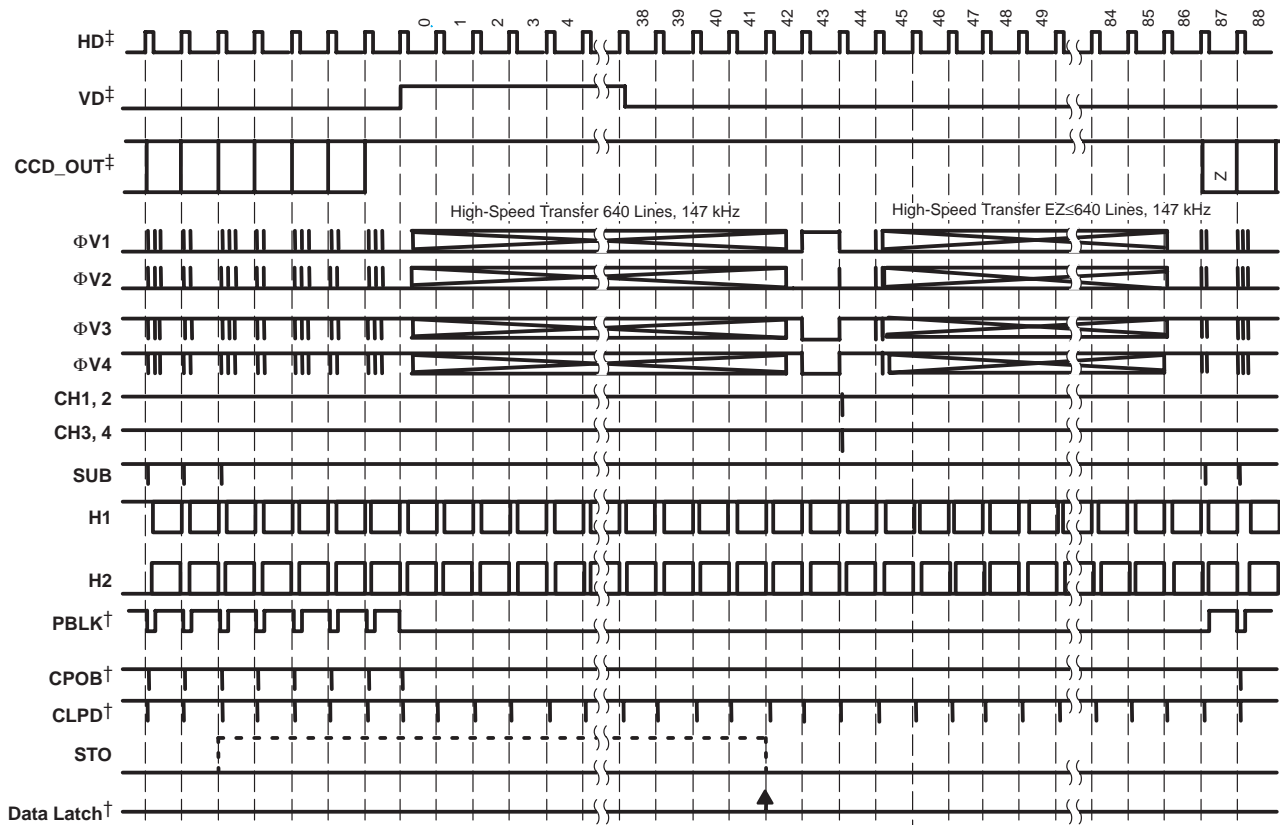 0 1 2 3 4 38 39 40 41 42 43 44 45 46 47 48 49 84 85 86 87 88
HD‡
VD‡
CCD_OUT‡
Z
High-Speed Transfer 640 Lines, 147 kHz
High-Speed Transfer EZ≤640 Lines, 147 kHz
ΦV1
ΦV2
ΦV3
ΦV4
CH1, 2
CH3, 4
SUB
H1
H2
PBLK†
CPOB†
CLPD†
STO
Data Latch†